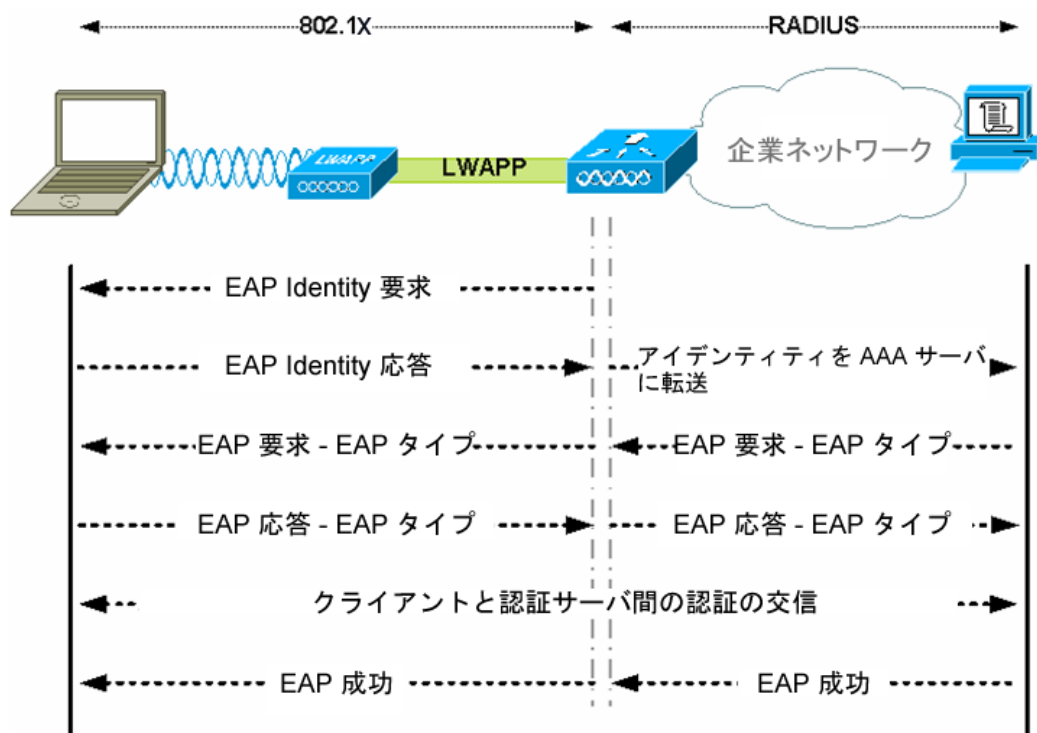 802.1X
RADIUS
LWAPP
LWAPP
企業ネットワーク
EAP Identity 要求
EAP Identity 応答
アイデンティティを AAA サーバ
に転送
EAP 要求 - EAP タイプ
EAP 要求 - EAP タイプ
EAP 応答 - EAP タイプ
EAP 応答 - EAP タイプ
クライアントと認証サーバ間の認証の交信
EAP 成功
EAP 成功